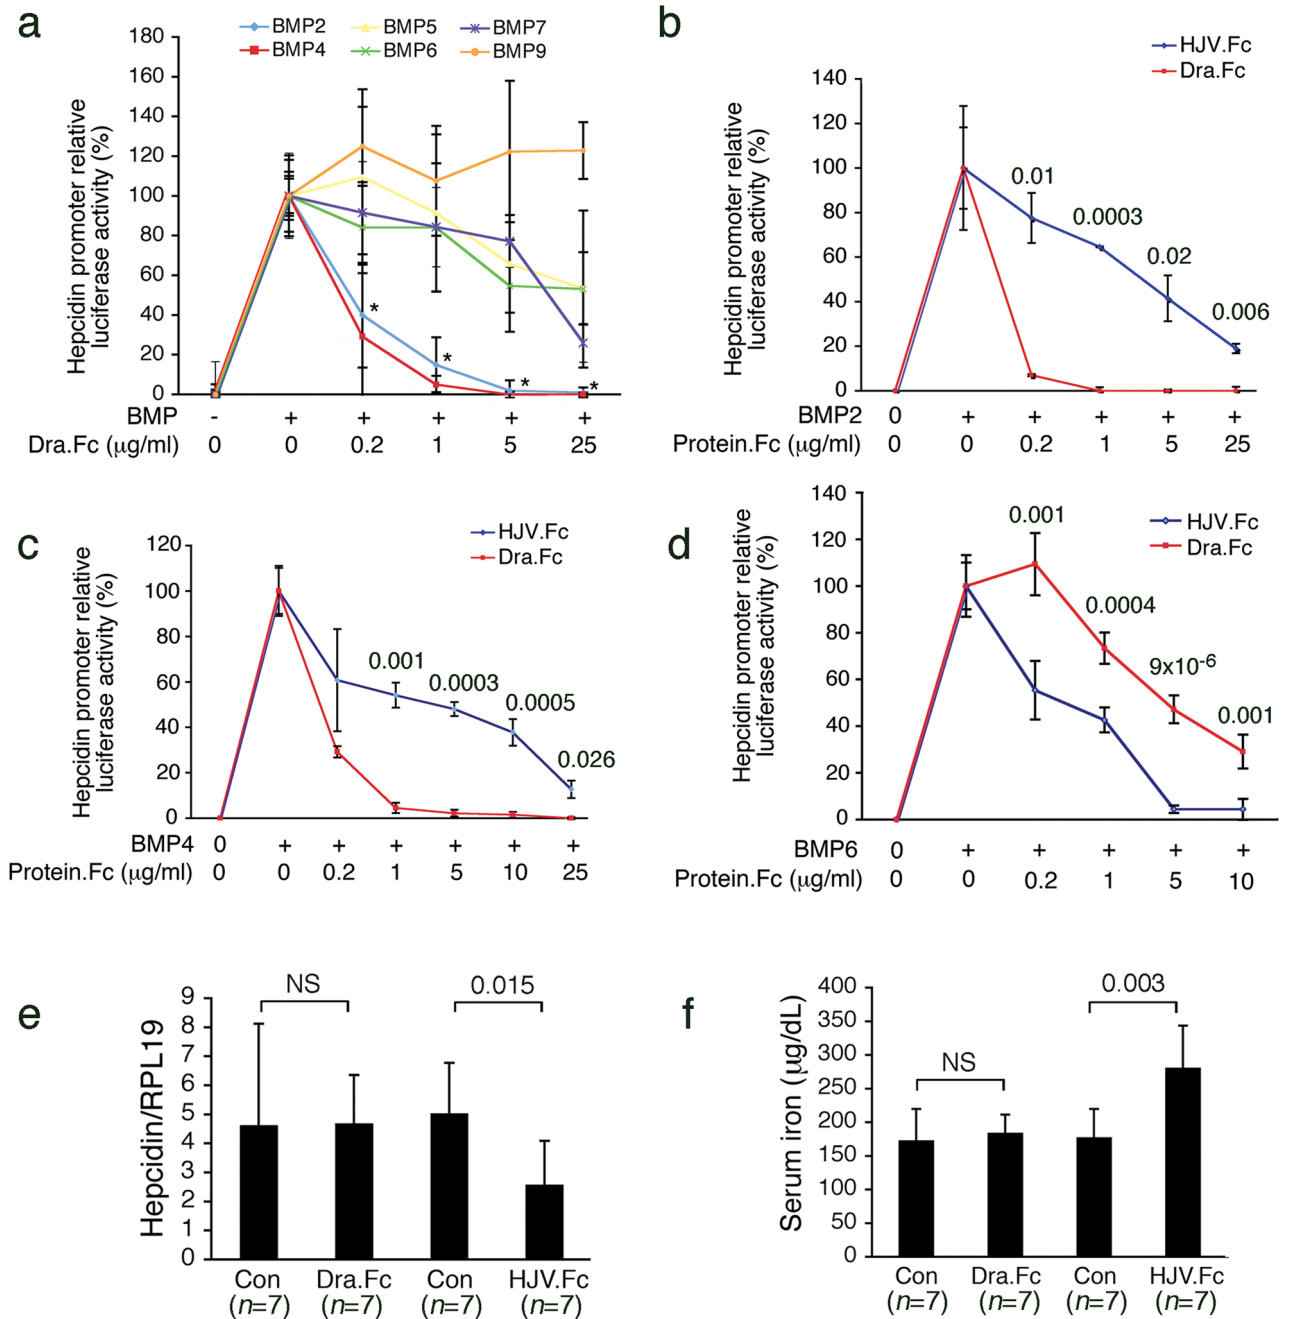 a
BMP2 BMP5 BMP7
BMP4 BMP6 BMP9
Hepcidin promoter relative
luciferase activity (%)
180
160
140
120
100
80
60
40
20
0
* * * *
BMP - + + + + +
Dra.Fc (μg/ml) 0 0 0.2 1 5 25
b
HJV.Fc
Dra.Fc
Hepcidin promoter relative
luciferase activity (%)
140
120
100
80
60
40
20
0
0.01
0.0003
0.02
0.006
BMP2 0 + + + + +
Protein.Fc (μg/ml) 0 0 0.2 1 5 25
c
HJV.Fc
Dra.Fc
Hepcidin promoter relative
luciferase activity (%)
120
100
80
60
40
20
0
0.001
0.0003
0.0005
0.026
BMP4 0 + + + + + +
Protein.Fc (μg/ml) 0 0 0.2 1 5 10 25
d
HJV.Fc
Dra.Fc
Hepcidin promoter relative
luciferase activity (%)
140
120
100
80
60
40
20
0
0.001
0.0004
9x10⁻⁶
0.001
BMP6 0 + + + + +
Protein.Fc (μg/ml) 0 0 0.2 1 5 10
e
Hepcidin/RPL19
9
8
7
6
5
4
3
2
1
0
NS 0.015
Con Dra.Fc Con HJV.Fc
(n=7) (n=7) (n=7) (n=7)
f
Serum iron (μg/dL)
400
350
300
250
200
150
100
50
0
NS
0.003
Con Dra.Fc Con HJV.Fc
(n=7) (n=7) (n=7) (n=7)